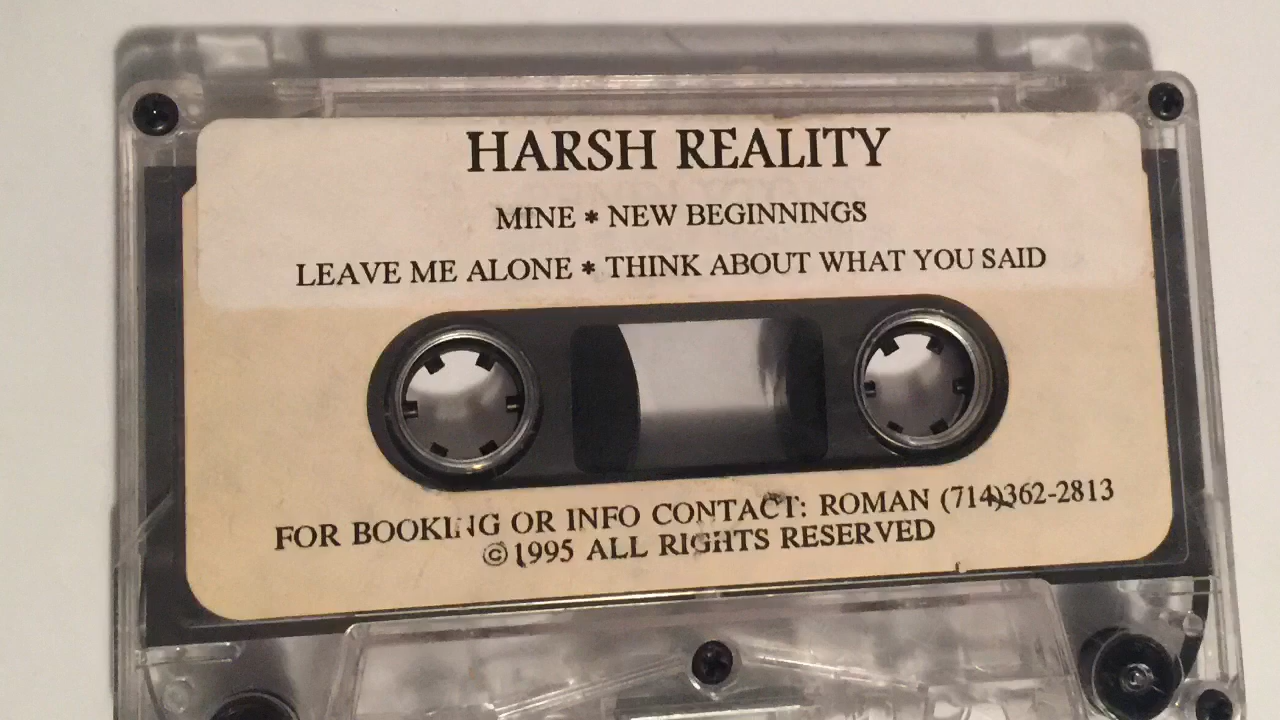 HARSH REALITY
MINE * NEW BEGINNINGS
LEAVE ME ALONE * THINK ABOUT WHAT YOU SAID
FOR BOOKING OR INFO CONTACT: ROMAN (714)362-2813
©1995 ALL RIGHTS RESERVED